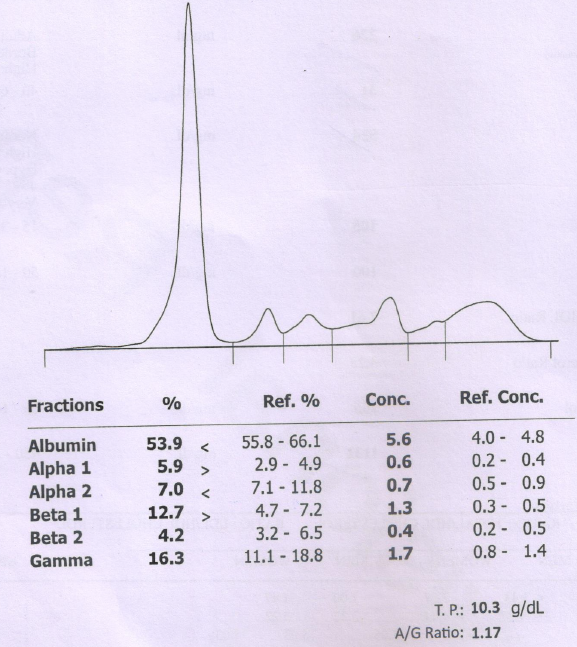 Fractions % Ref. % Conc. Ref. Conc.
Albumin 53.9 < 55.8 - 66.1 5.6 4.0 - 4.8
Alpha 1 5.9 > 2.9 - 4.9 0.6 0.2 - 0.4
Alpha 2 7.0 < 7.1 - 11.8 0.7 0.5 - 0.9
Beta 1 12.7 > 4.7 - 7.2 1.3 0.3 - 0.5
Beta 2 4.2 3.2 - 6.5 0.4 0.2 - 0.5
Gamma 16.3 11.1 - 18.8 1.7 0.8 - 1.4
T. P.: 10.3 g/dL
A/G Ratio: 1.17